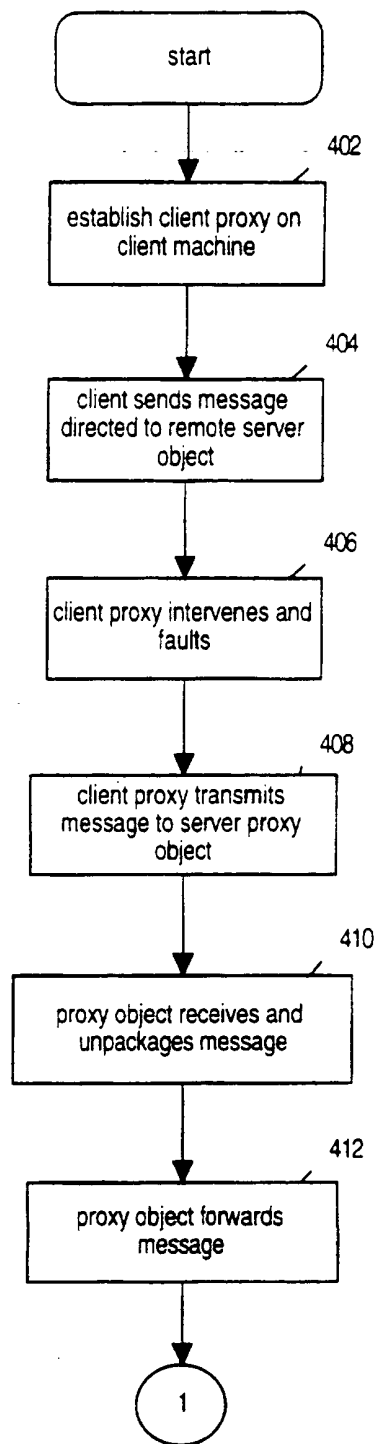 start
402
establish client proxy on
client machine
404
client sends message
directed to remote server
object
406
client proxy intervenes and
faults
408
client proxy transmits
message to server proxy
object
410
proxy object receives and
unpackages message
412
proxy object forwards
message
1